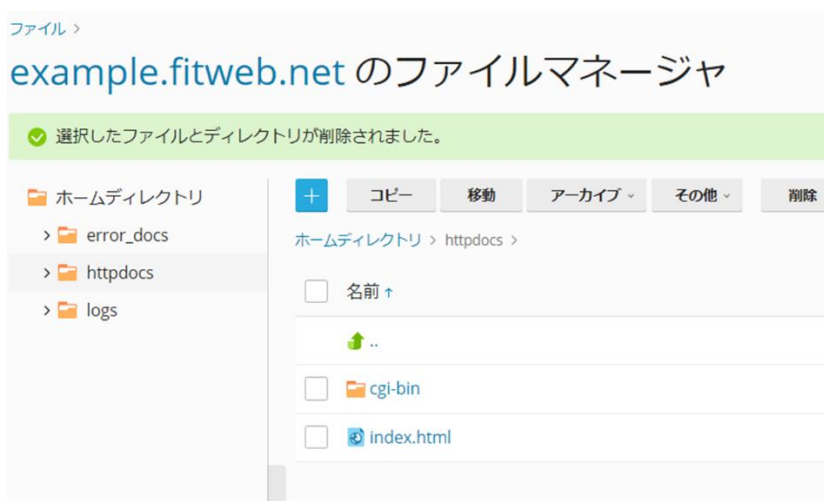 ファイル >
example.fitweb.net のファイルマネージャ
選択したファイルとディレクトリが削除されました。
ホームディレクトリ
> error_docs
> httpdocs
> logs
+ コピー 移動 アーカイブ その他 削除
ホームディレクトリ > httpdocs >
名前 ↑
..
cgi-bin
index.html